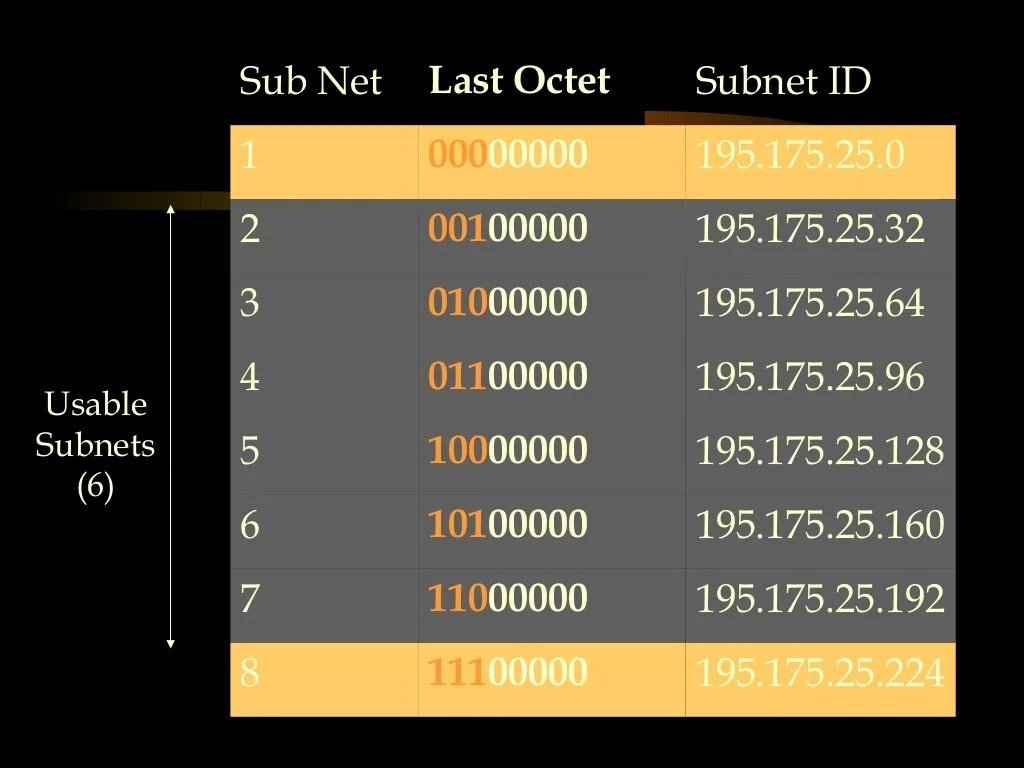 Sub Net Last Octet Subnet ID
1 00000000 195.175.25.0
2 00100000 195.175.25.32
3 01000000 195.175.25.64
4 01100000 195.175.25.96
5 10000000 195.175.25.128
6 10100000 195.175.25.160
7 11000000 195.175.25.192
8 11100000 195.175.25.224
Usable
Subnets
(6)